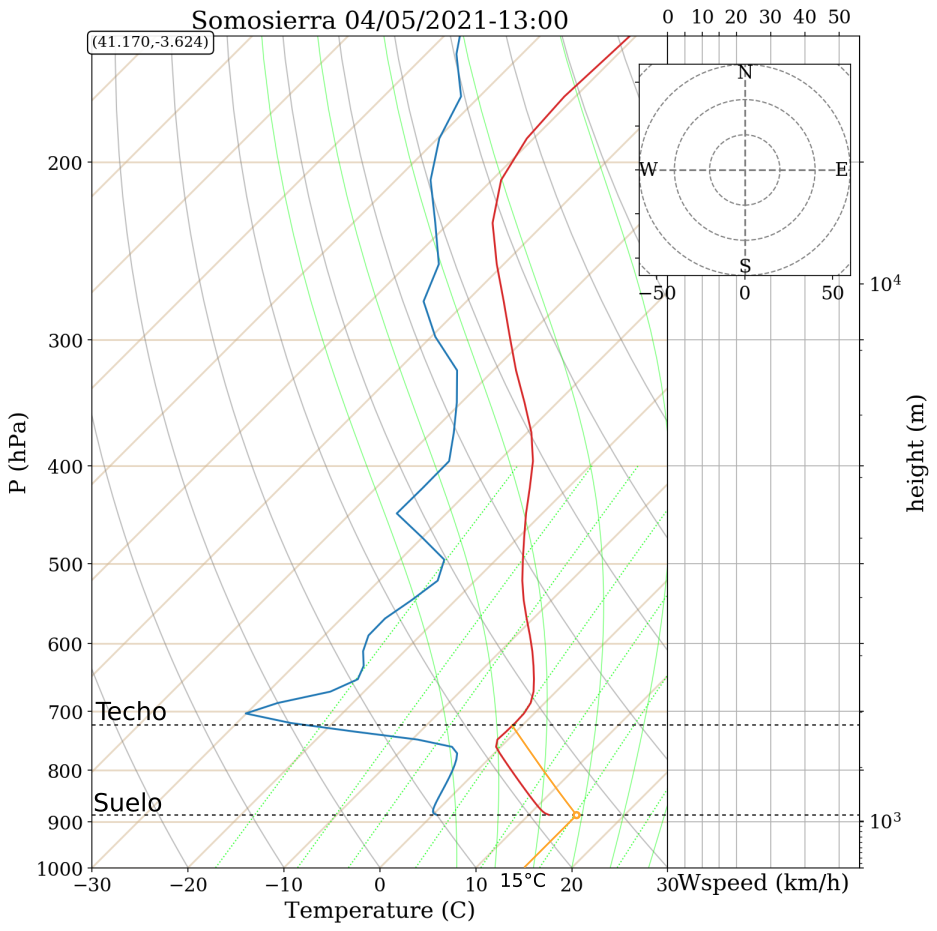 Somosierra 04/05/2021-13:00
0 10 20 30 40 50
(41.170,-3.624)
N
W E
S
−50 0 50
200
300
400
500
600
700
800
900
1000
P (hPa)
10⁴
10³
height (m)
Techo
Suelo
−30 −20 −10 0 10 15°C 20 30
Wspeed (km/h)
Temperature (C)